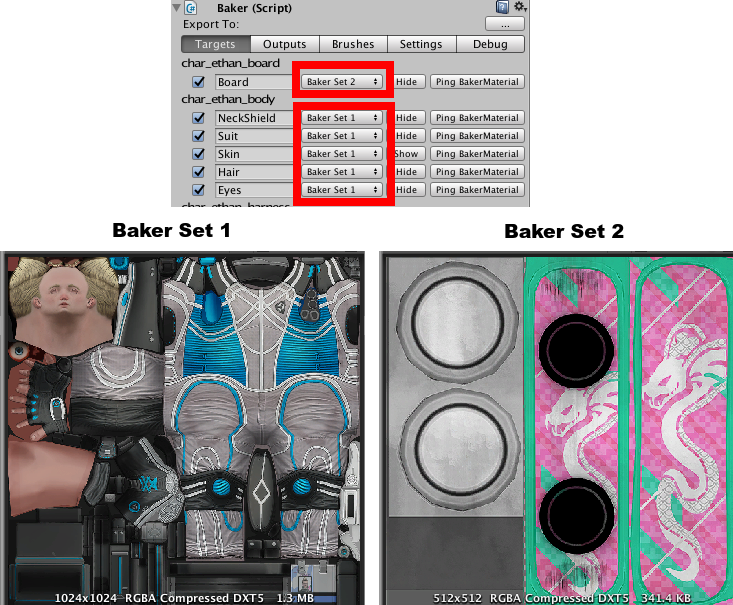 Baker (Script)
Export To:
...
Targets Outputs Brushes Settings Debug
char_ethan_board
Board Baker Set 2 Hide Ping BakerMaterial
char_ethan_body
NeckShield Baker Set 1 Hide Ping BakerMaterial
Suit Baker Set 1 Hide Ping BakerMaterial
Skin Baker Set 1 Show Ping BakerMaterial
Hair Baker Set 1 Hide Ping BakerMaterial
Eyes Baker Set 1 Hide Ping BakerMaterial
char_ethan_harness
Baker Set 1 Baker Set 2
1024x1024 RGBA Compressed DXT5 1.3 MB 512x512 RGBA Compressed DXT5 341.4 KB